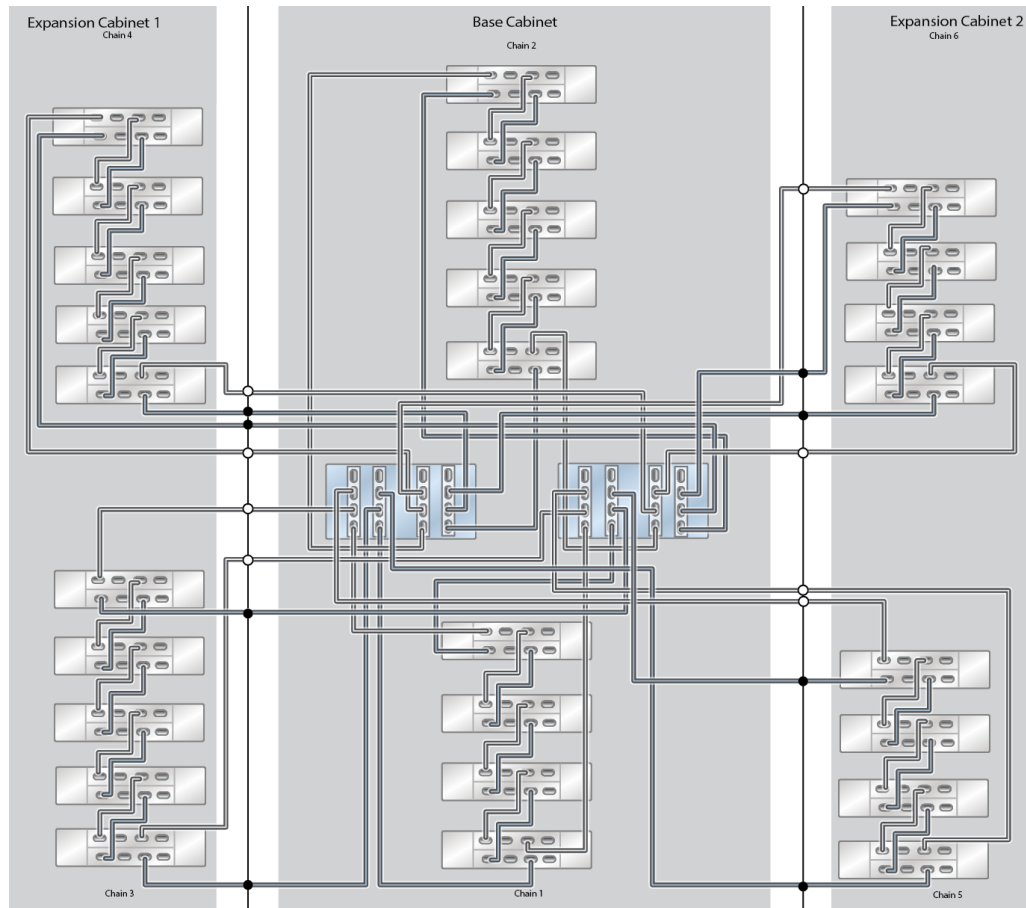 Expansion Cabinet 1
Chain 4
Base Cabinet
Chain 2
Expansion Cabinet 2
Chain 6
Chain 3
Chain 1
Chain 5